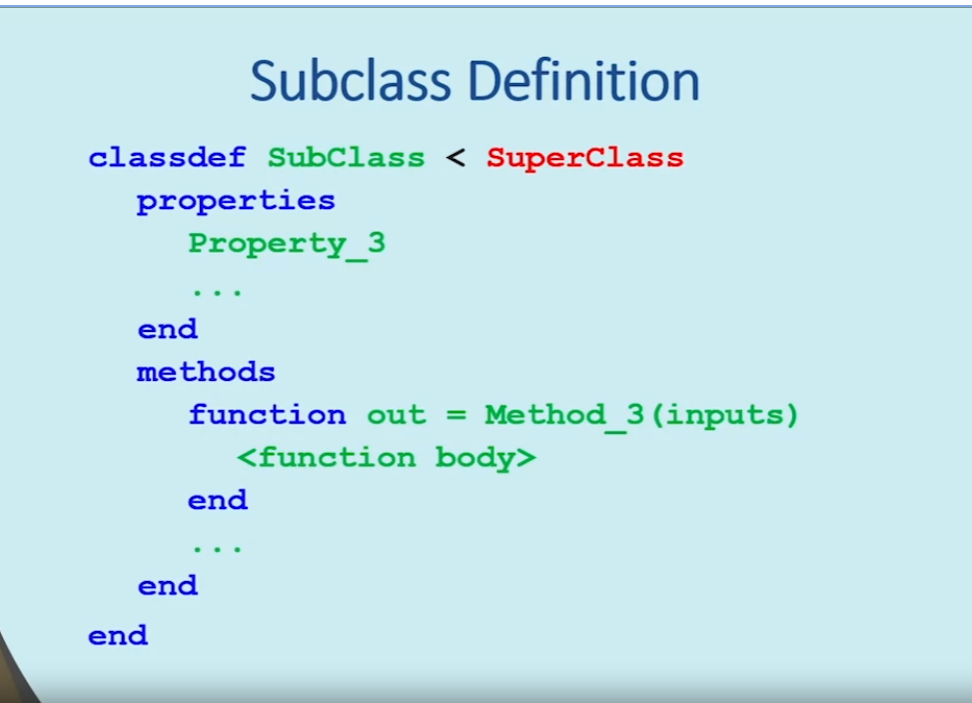 Subclass Definition
classdef SubClass < SuperClass
properties
Property_3
...
end
methods
function out = Method_3(inputs)
<function body>
end
...
end
end